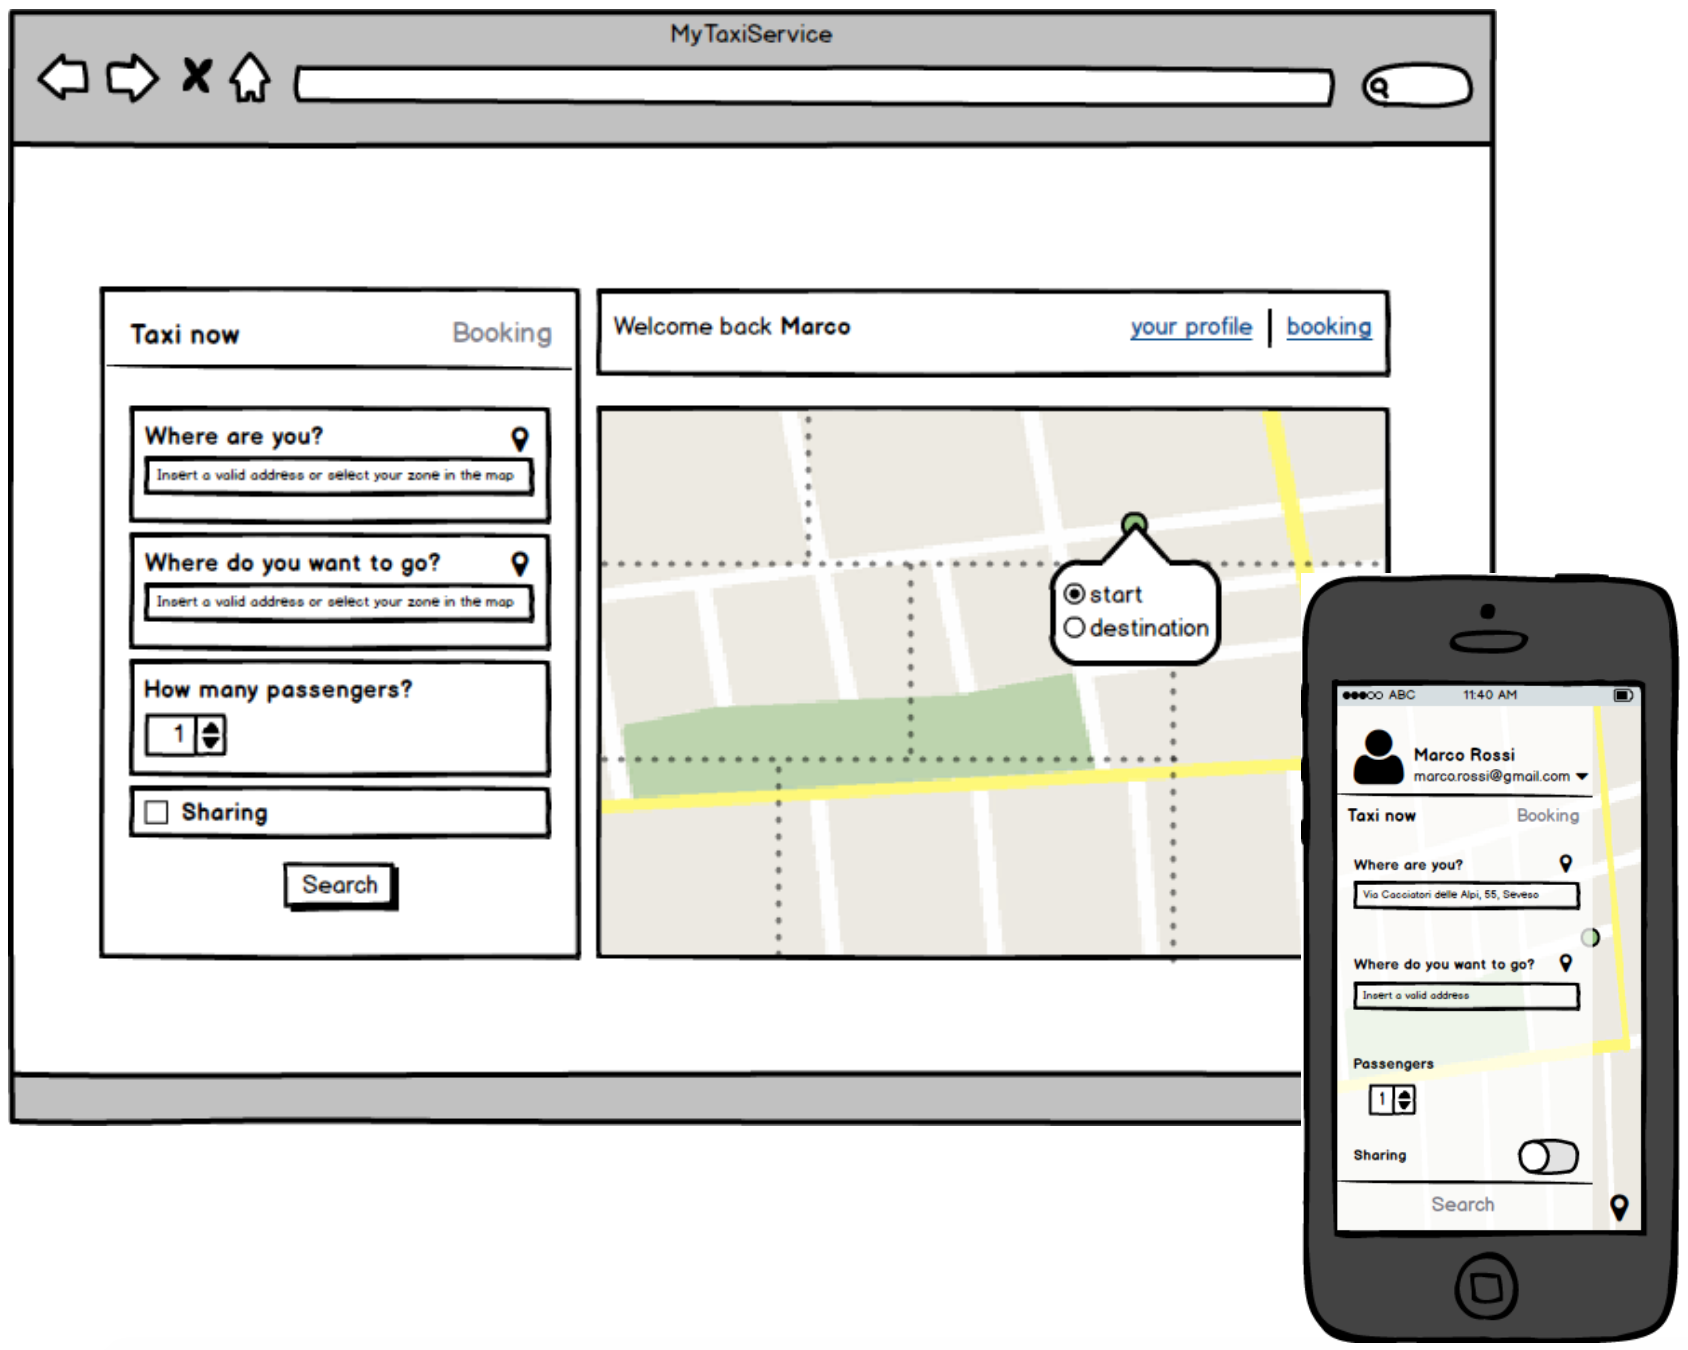 MyTaxiService
Taxi now
Booking
Where are you?
Insert a valid address or select your zone in the map
Where do you want to go?
Insert a valid address or select your zone in the map
How many passengers?
1
Sharing
Search
Welcome back Marco
your profile
booking
start
destination
ABC
11:40 AM
Marco Rossi
marco.rossi@gmail.com
Taxi now
Booking
Where are you?
Via Cacciatori delle Alpi, 55, Seveso
Where do you want to go?
Insert a valid address
Passengers
1
Sharing
Search